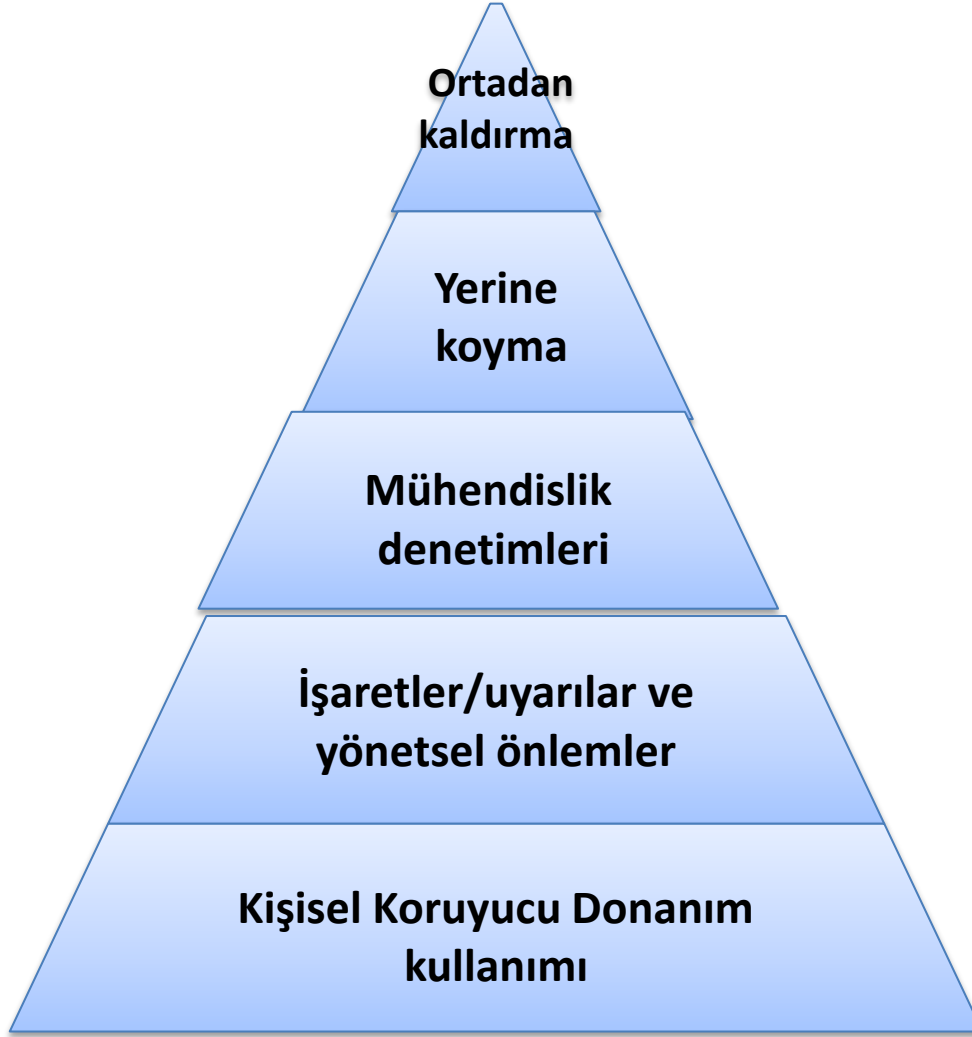 Ortadan
kaldırma
Yerine
koyma
Mühendislik
denetimleri
İşaretler/uyarılar ve
yönetsel önlemler
Kişisel Koruyucu Donanım
kullanımı